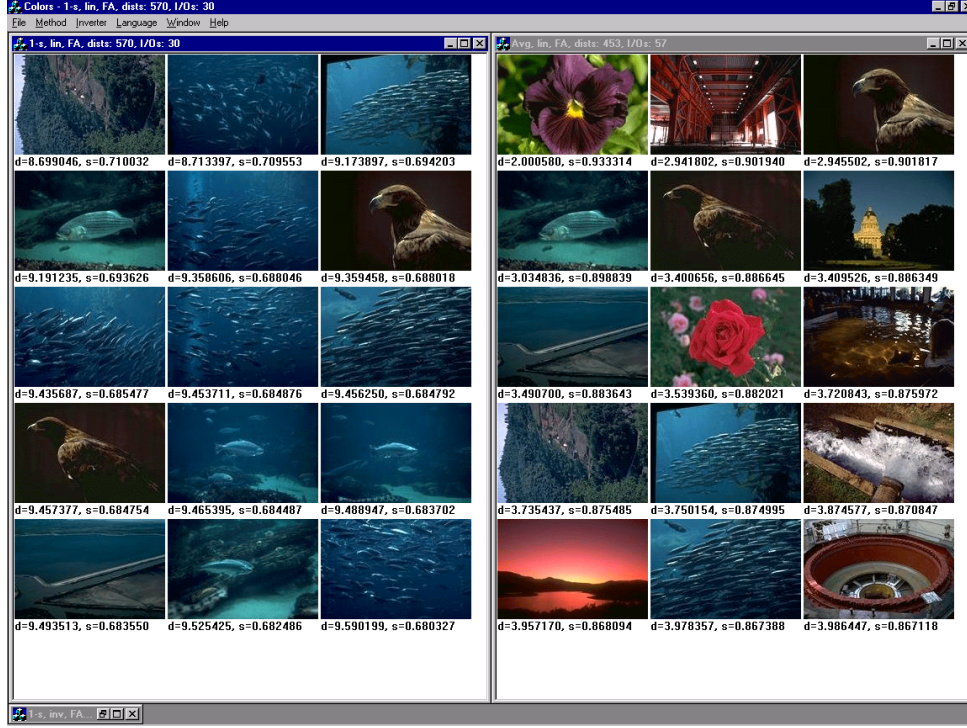 Colors - 1-s, lin, FA, dists: 570, I/Os: 30
File Method Inverter Language Window Help
1-s, lin, FA, dists: 570, I/Os: 30
d=8.699046, s=0.710032 d=8.713397, s=0.709553 d=9.173897, s=0.694203
d=9.191235, s=0.693626 d=9.358606, s=0.688046 d=9.359458, s=0.688018
d=9.435687, s=0.685477 d=9.453711, s=0.684876 d=9.456250, s=0.684792
d=9.457377, s=0.684754 d=9.465395, s=0.684487 d=9.488947, s=0.683702
d=9.493513, s=0.683550 d=9.525425, s=0.682486 d=9.590199, s=0.680327
Avg, lin, FA, dists: 453, I/Os: 57
d=2.000580, s=0.933314 d=2.941802, s=0.901940 d=2.945502, s=0.901817
d=3.034836, s=0.898839 d=3.400656, s=0.886645 d=3.409526, s=0.886349
d=3.490700, s=0.883643 d=3.539360, s=0.882021 d=3.720843, s=0.875972
d=3.735437, s=0.875485 d=3.750154, s=0.874995 d=3.874577, s=0.870847
d=3.957170, s=0.868094 d=3.978357, s=0.867388 d=3.986447, s=0.867118
1-s, inv, FA...